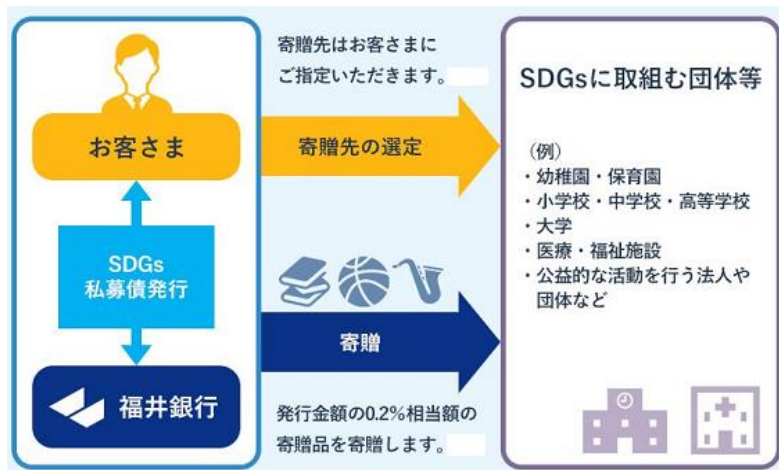 お客さま
SDGs
私募債発行
福井銀行
寄贈先はお客さまに
ご指定いただきます。
寄贈先の選定
寄贈
発行金額の0.2%相当額の
寄贈品を寄贈します。
SDGsに取組む団体等
(例)
・幼稚園・保育園
・小学校・中学校・高等学校
・大学
・医療・福祉施設
・公益的な活動を行う法人や
団体など